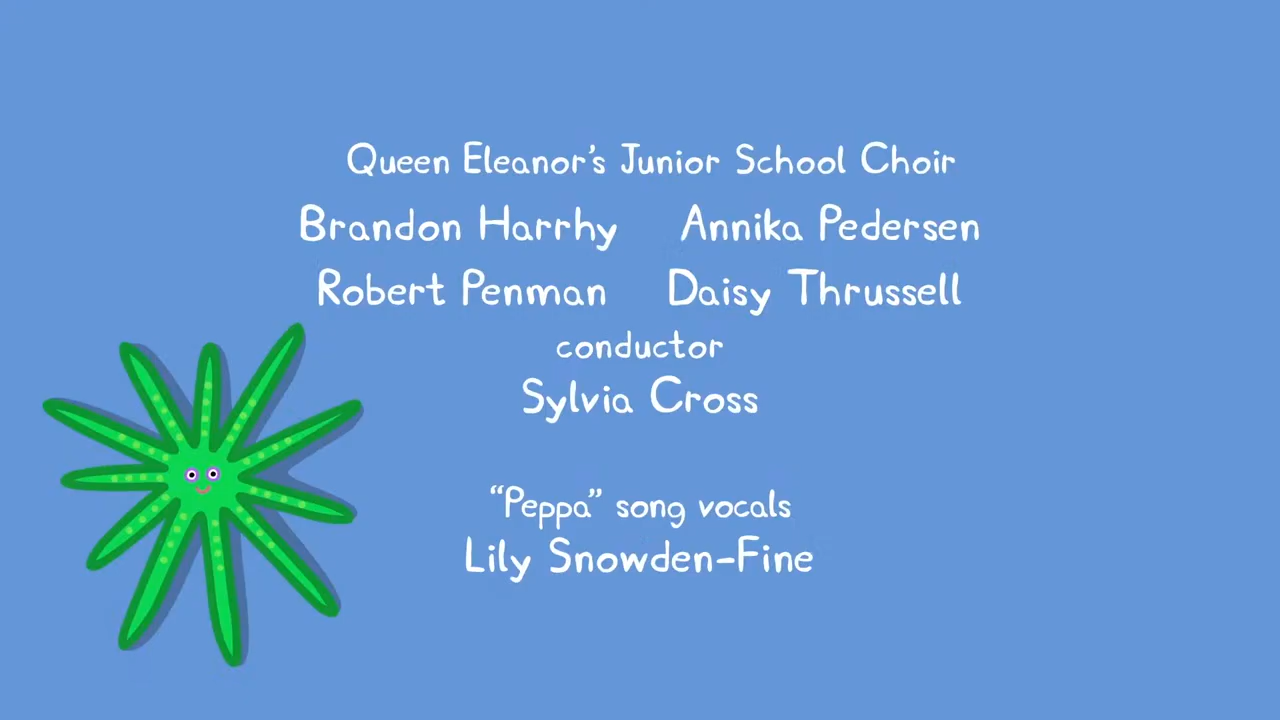 Queen Eleanor's Junior School Choir
Brandon Harrhy Annika Pedersen
Robert Penman Daisy Thrussell
conductor
Sylvia Cross
“Peppa” song vocals
Lily Snowden-Fine